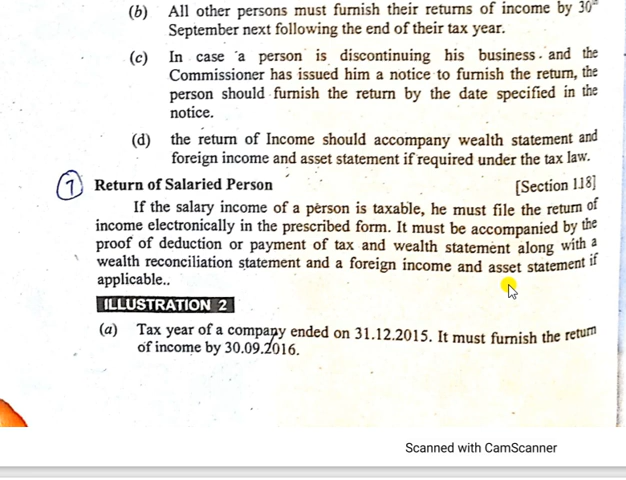 (b) All other persons must furnish their returns of income by 30th
September next following the end of their tax year.
(c) In case a person is discontinuing his business and the
Commissioner has issued him a notice to furnish the return, the
person should furnish the return by the date specified in the
notice.
(d) the return of Income should accompany wealth statement and
foreign income and asset statement if required under the tax law.
7 Return of Salaried Person [Section 118]
If the salary income of a person is taxable, he must file the return of
income electronically in the prescribed form. It must be accompanied by the
proof of deduction or payment of tax and wealth statement along with a
wealth reconciliation statement and a foreign income and asset statement if
applicable..
ILLUSTRATION 2
(a) Tax year of a company ended on 31.12.2015. It must furnish the return
of income by 30.09.2016.
Scanned with CamScanner